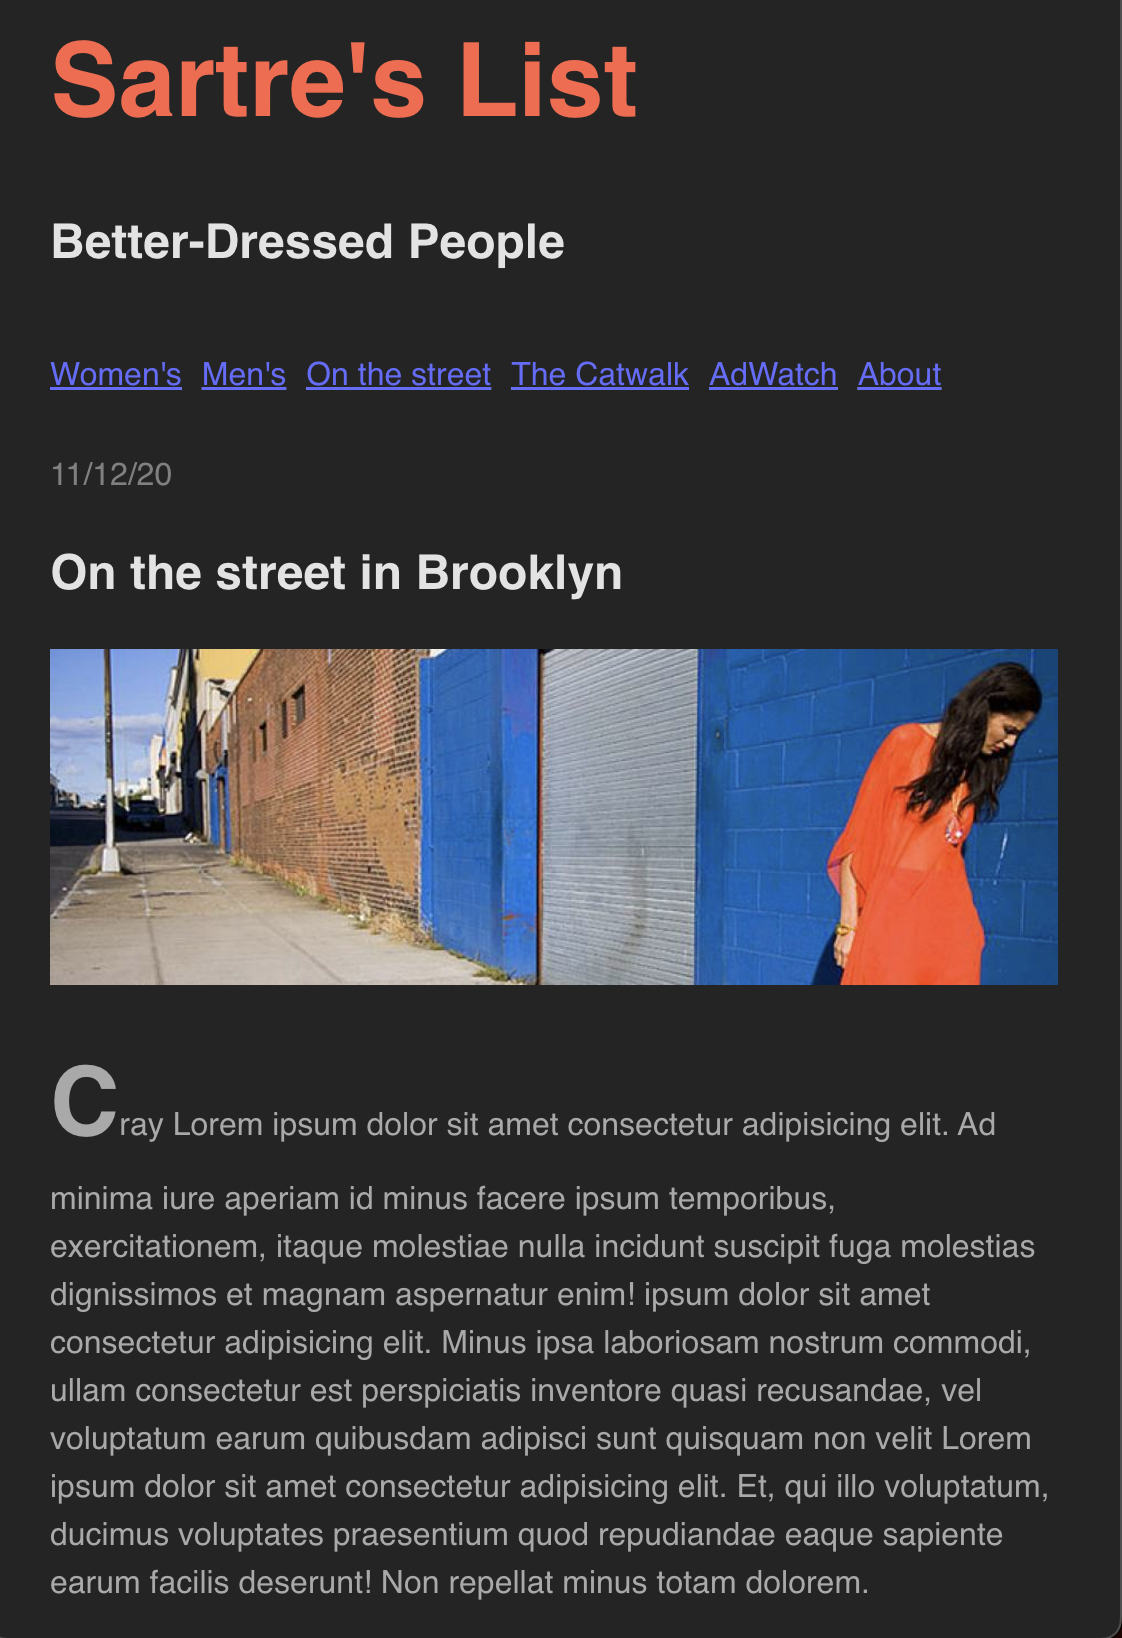 Sartre's List
Better-Dressed People
Women's Men's On the street The Catwalk AdWatch About
11/12/20
On the street in Brooklyn
Cray Lorem ipsum dolor sit amet consectetur adipisicing elit. Ad
minima iure aperiam id minus facere ipsum temporibus,
exercitationem, itaque molestiae nulla incidunt suscipit fuga molestias
dignissimos et magnam aspernatur enim! ipsum dolor sit amet
consectetur adipisicing elit. Minus ipsa laboriosam nostrum commodi,
ullam consectetur est perspiciatis inventore quasi recusandae, vel
voluptatum earum quibusdam adipisci sunt quisquam non velit Lorem
ipsum dolor sit amet consectetur adipisicing elit. Et, qui illo voluptatum,
ducimus voluptates praesentium quod repudiandae eaque sapiente
earum facilis deserunt! Non repellat minus totam dolorem.